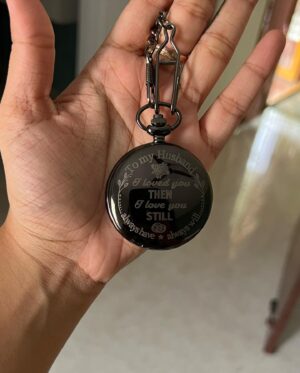 To my Husband
I loved you
THEN
I love you
STILL
always have ★ always will